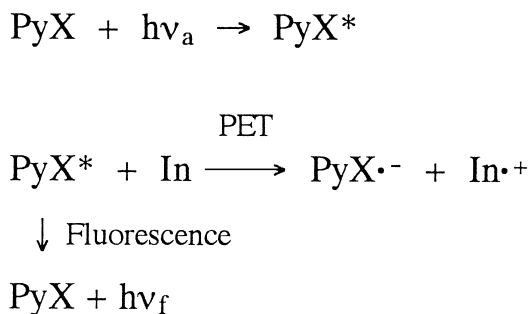 PyX + hνa → PyX*
PET
PyX* + In ⟶ PyX•- + In•+
↓ Fluorescence
PyX + hνf